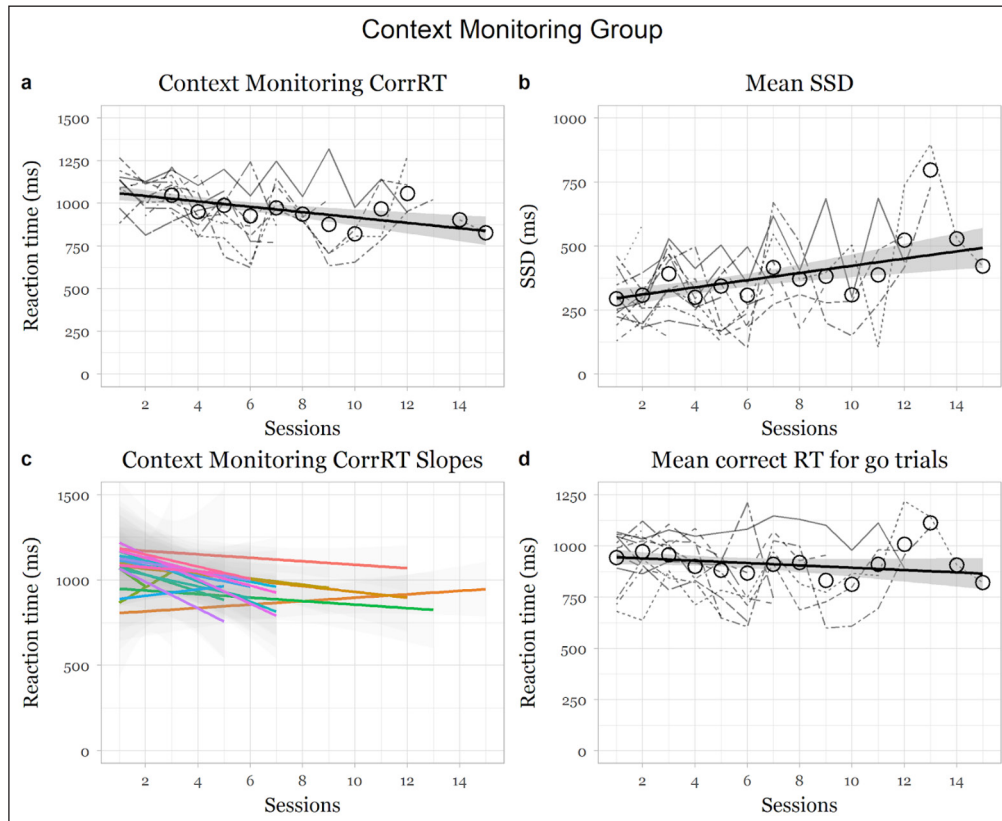 Context Monitoring Group
a
Context Monitoring CorrRT
Reaction time (ms)
1500
1250
1000
750
500
250
0
2 4 6 8 10 12 14
Sessions
b
Mean SSD
SSD (ms)
1000
750
500
250
0
2 4 6 8 10 12 14
Sessions
c
Context Monitoring CorrRT Slopes
Reaction time (ms)
1500
1000
500
0
2 4 6 8 10 12 14
Sessions
d
Mean correct RT for go trials
Reaction time (ms)
1250
1000
750
500
250
0
2 4 6 8 10 12 14
Sessions